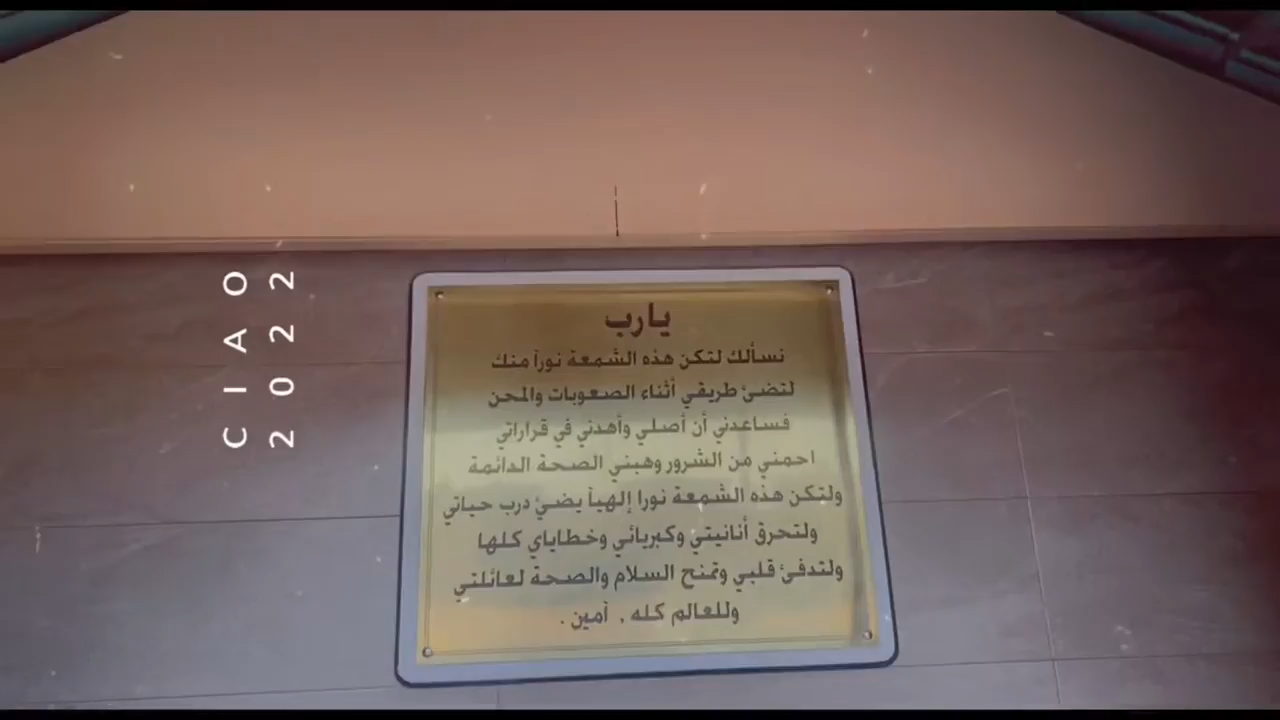 CIAO
2022
يارب
نسألك لتكن هذه الشمعة نوراً منك
لتضئ طريقي أثناء الصعوبات والمحن
فساعدني أن أصلي وأهدني في قراراتي
احمني من الشرور وهبني الصحة الدائمة
ولتكن هذه الشمعة نورا إلهياً يضيءَ درب حياتي
ولتحرق أنانيتي وكبريائي وخطاياي كلها
ولتدفئ قلبي وتمنح السلام والصحة لعائلتي
وللعالم كله . آمين .